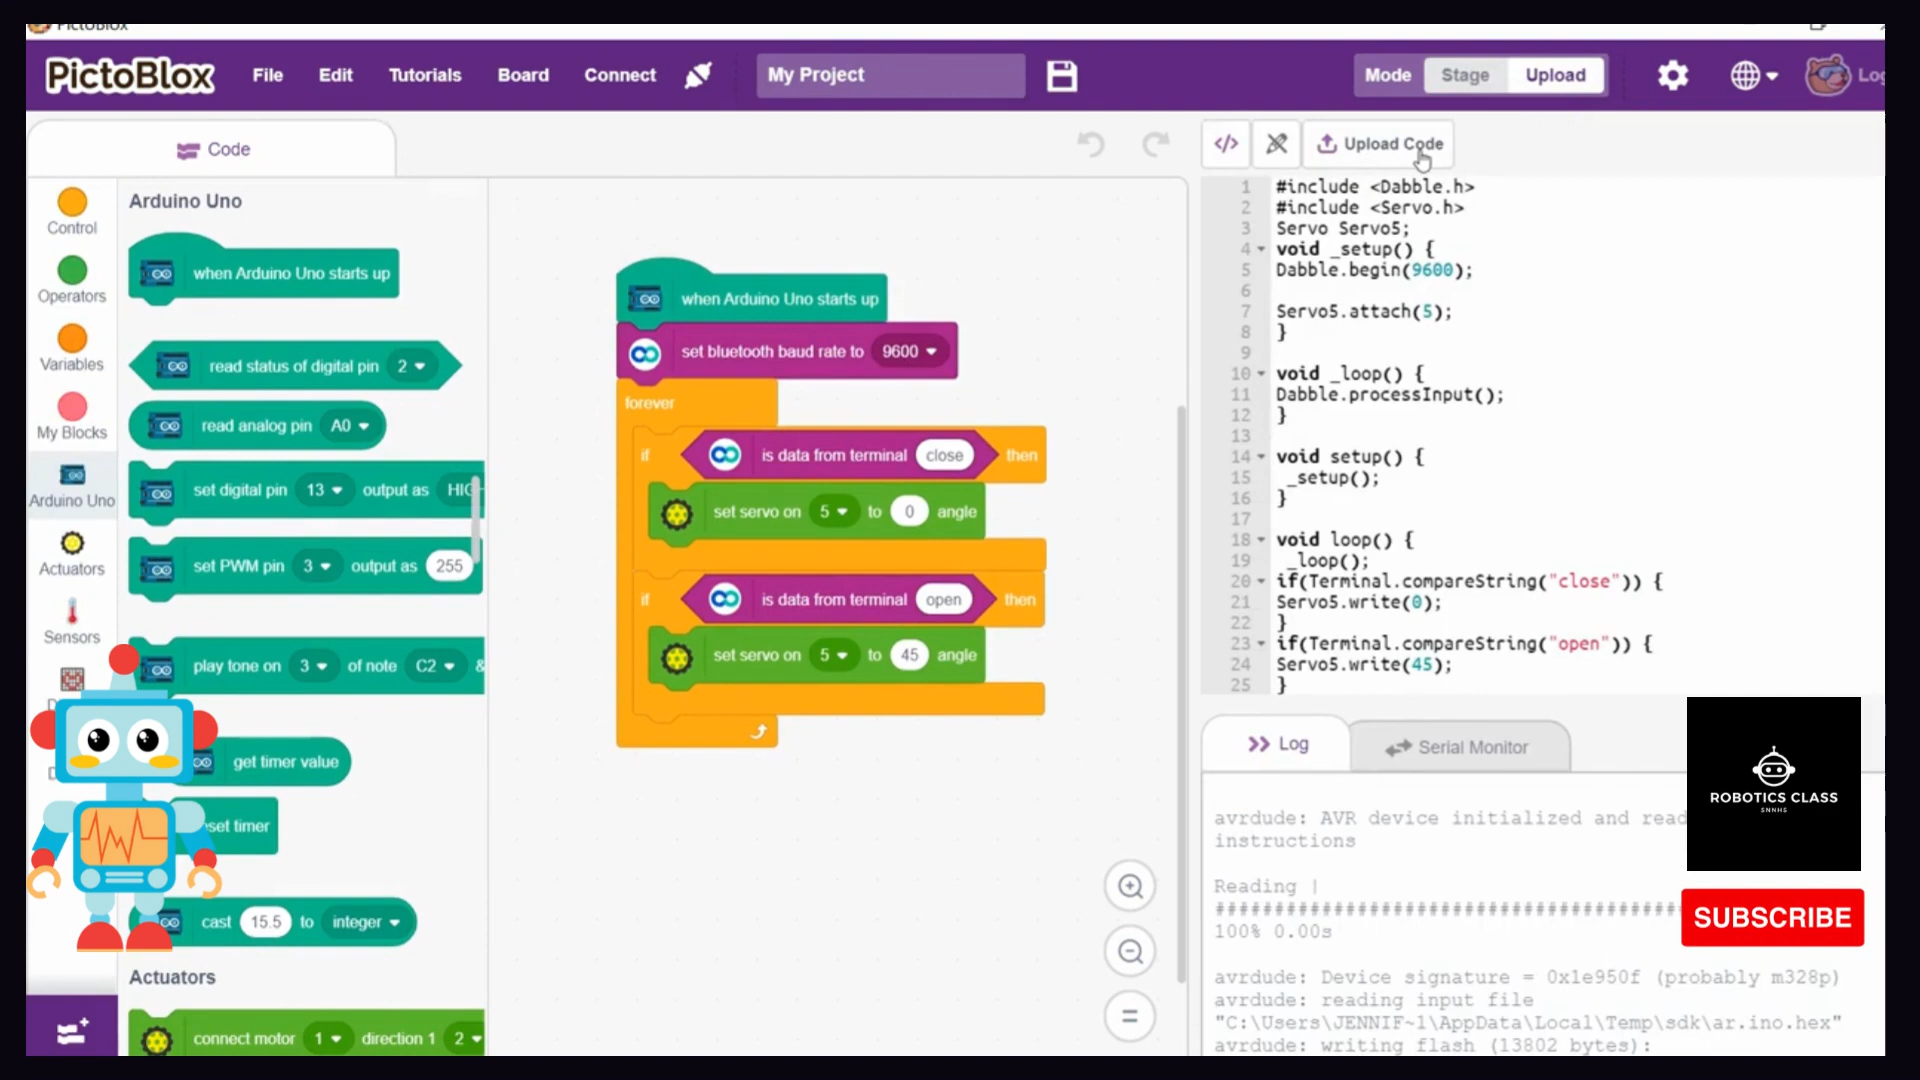 PictoBlox
PictoBlox
File
Edit
Tutorials
Board
Connect
My Project
Mode
Stage
Upload
Code
Upload Code
Control
Operators
Variables
My Blocks
Arduino Uno
Actuators
Sensors
Arduino Uno
when Arduino Uno starts up
read status of digital pin 2
read analog pin A0
set digital pin 13 output as
set PWM pin 3 output as 255
play tone on 3 of note C2 &
get timer value
set timer
cast 15.5 to integer
Actuators
connect motor 1 direction 1 2
when Arduino Uno starts up
set bluetooth baud rate to 9600
forever
if is data from terminal close then
set servo on 5 to 0 angle
if is data from terminal open then
set servo on 5 to 45 angle
1 #include <Dabble.h>
2 #include <Servo.h>
3 Servo Servo5;
4 void _setup() {
5 Dabble.begin(9600);
6
7 Servo5.attach(5);
8 }
9
10 void _loop() {
11 Dabble.processInput();
12 }
13
14 void setup() {
15 _setup();
16 }
17
18 void loop() {
19 _loop();
20 if(Terminal.compareString("close")) {
21 Servo5.write(0);
22 }
23 if(Terminal.compareString("open")) {
24 Servo5.write(45);
25 }
Log
Serial Monitor
avrdude: AVR device initialized and read
instructions
Reading |
#########################################
100% 0.00s
avrdude: Device signature = 0x1e950f (probably m328p)
avrdude: reading input file
"C:\Users\JENNIF~1\AppData\Local\Temp\sdk\ar.ino.hex"
avrdude: writing flash (13802 bytes):
ROBOTICS CLASS
SNNHS
SUBSCRIBE